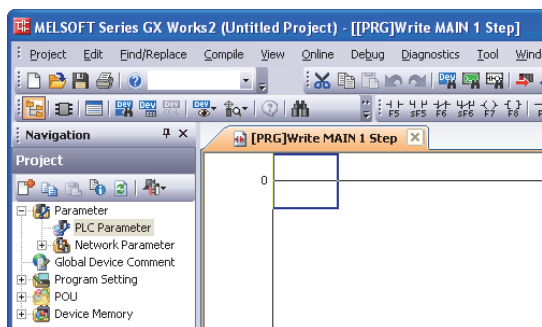 MELSOFT Series GX Works2 (Untitled Project) - [[PRG]Write MAIN 1 Step]
Project Edit Find/Replace Compile View Online Debug Diagnostics Tool
F5 sF5 F6 sF6 F7 F8
Navigation
[PRG]Write MAIN 1 Step
Project
0
Parameter
PLC Parameter
Network Parameter
Global Device Comment
Program Setting
POU
Device Memory